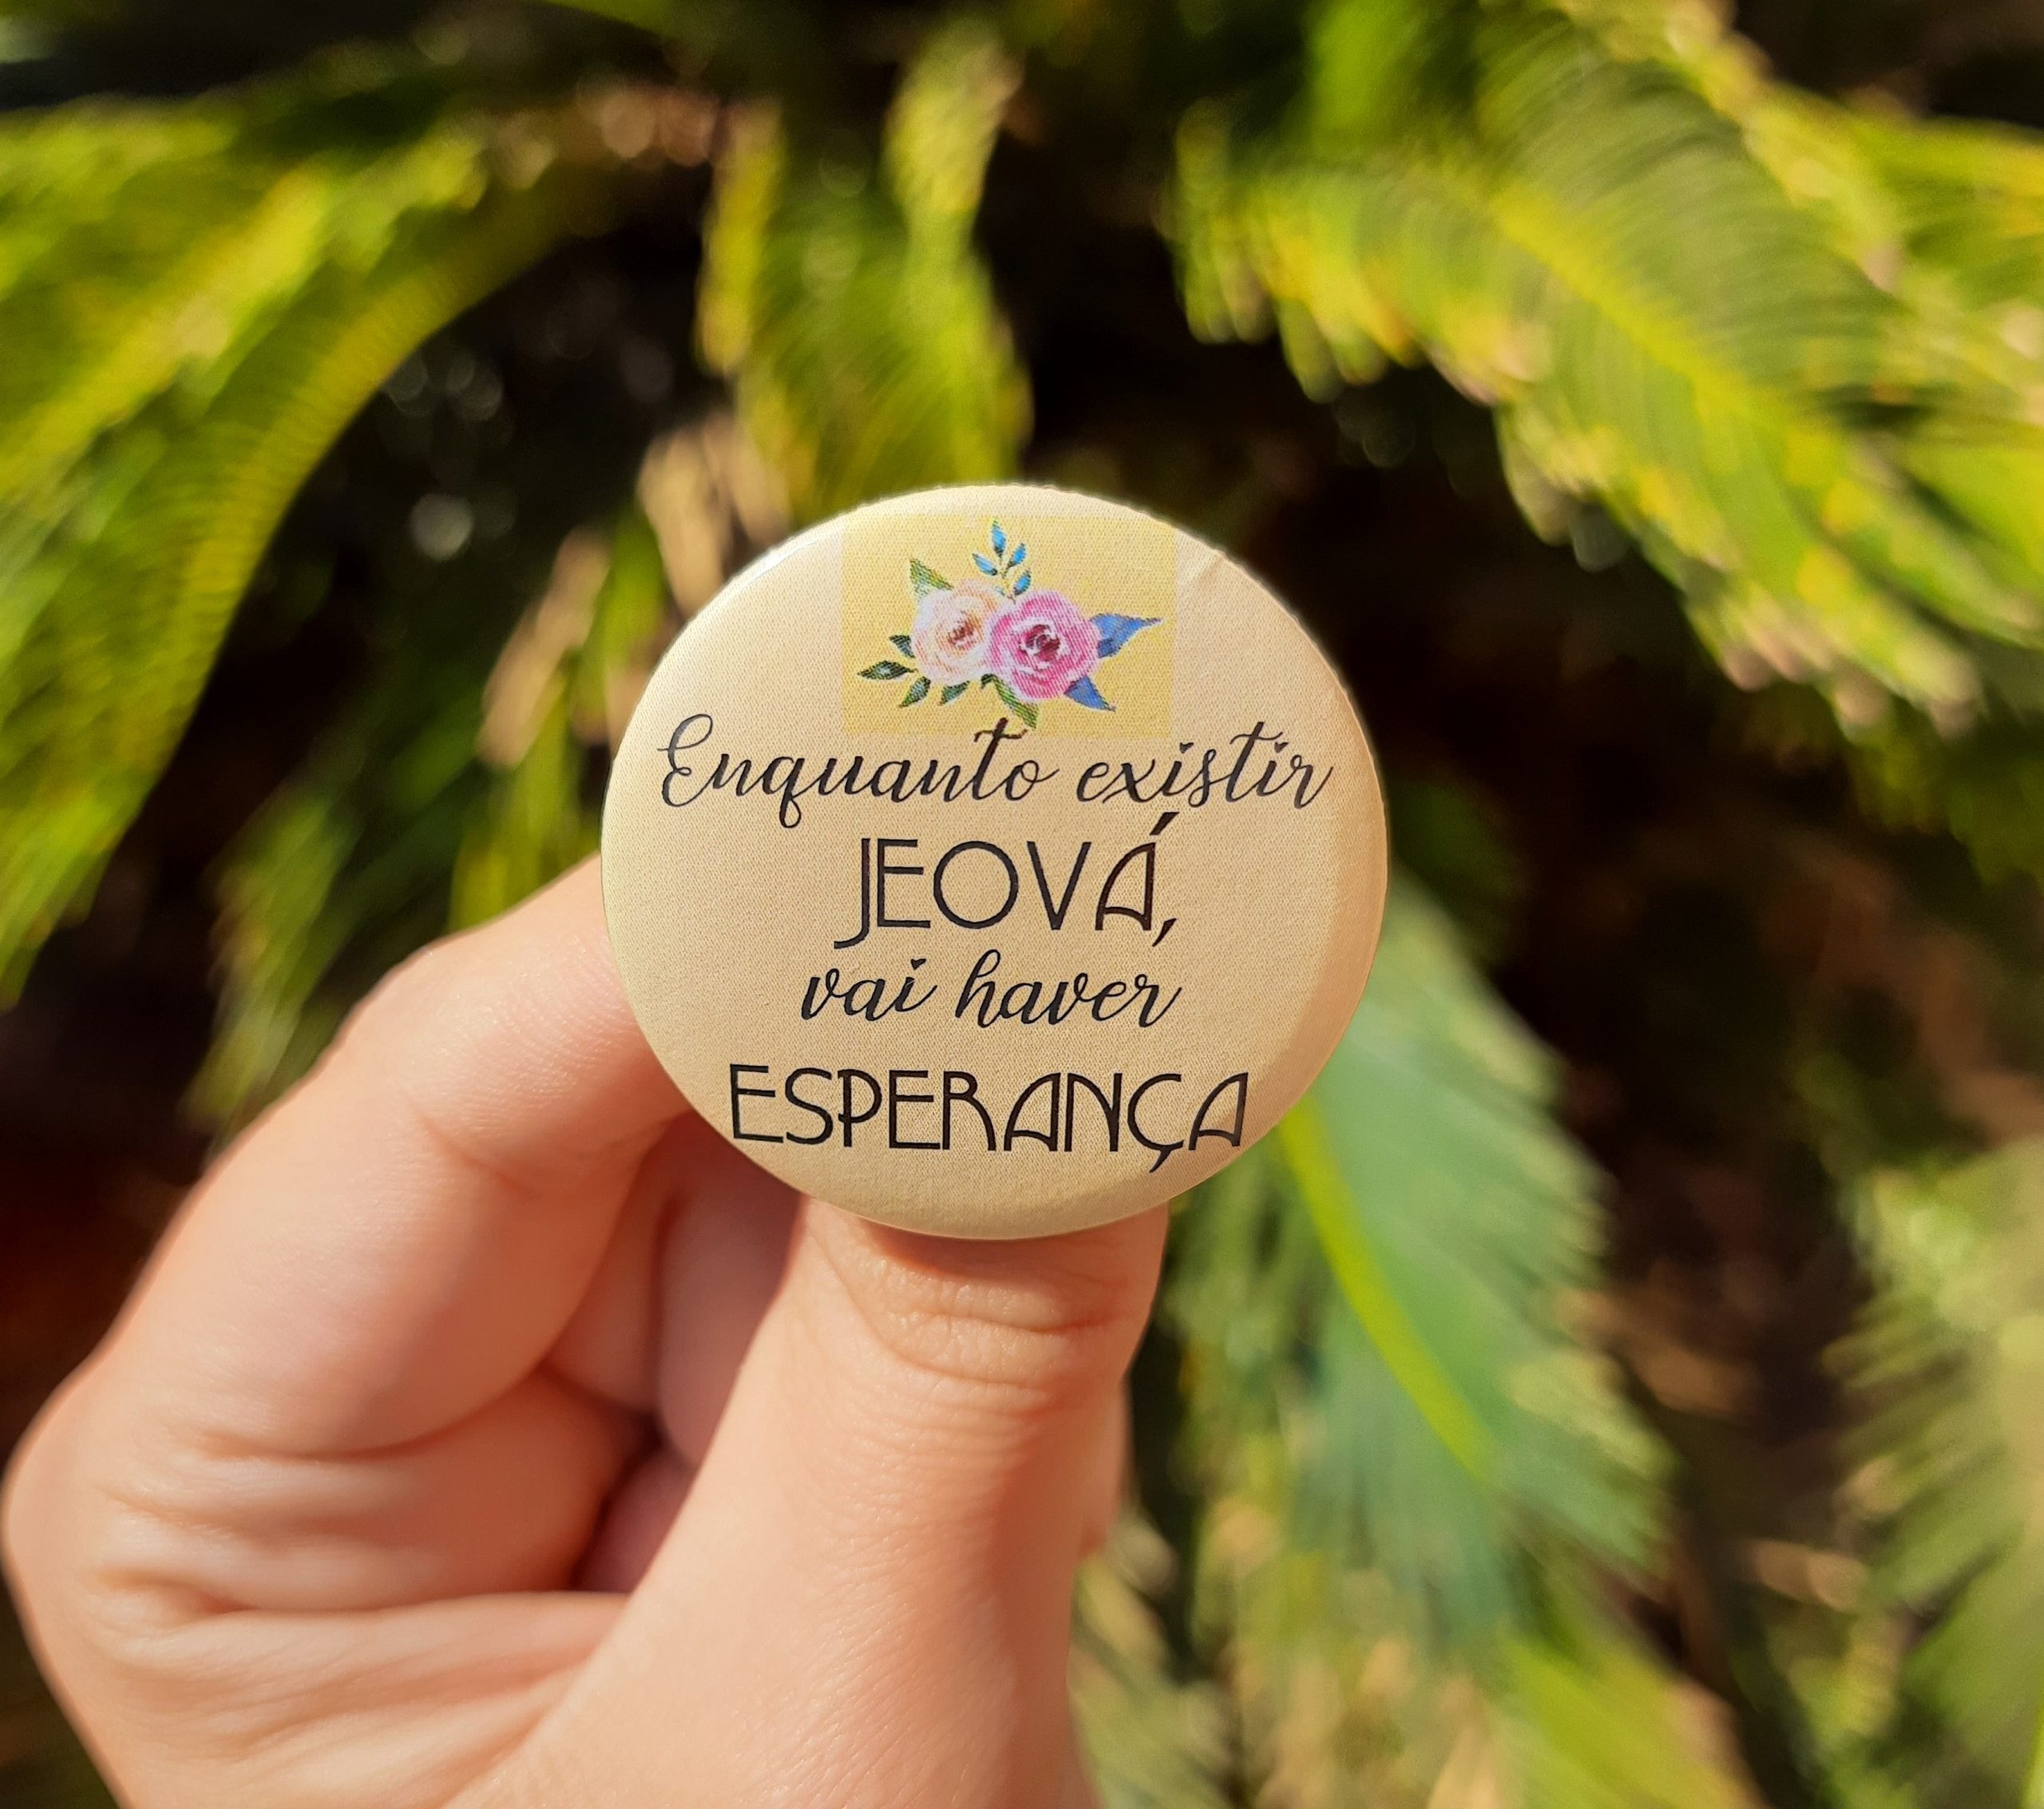 Enquanto existir
JEOVÁ,
vai haver
ESPERANÇA